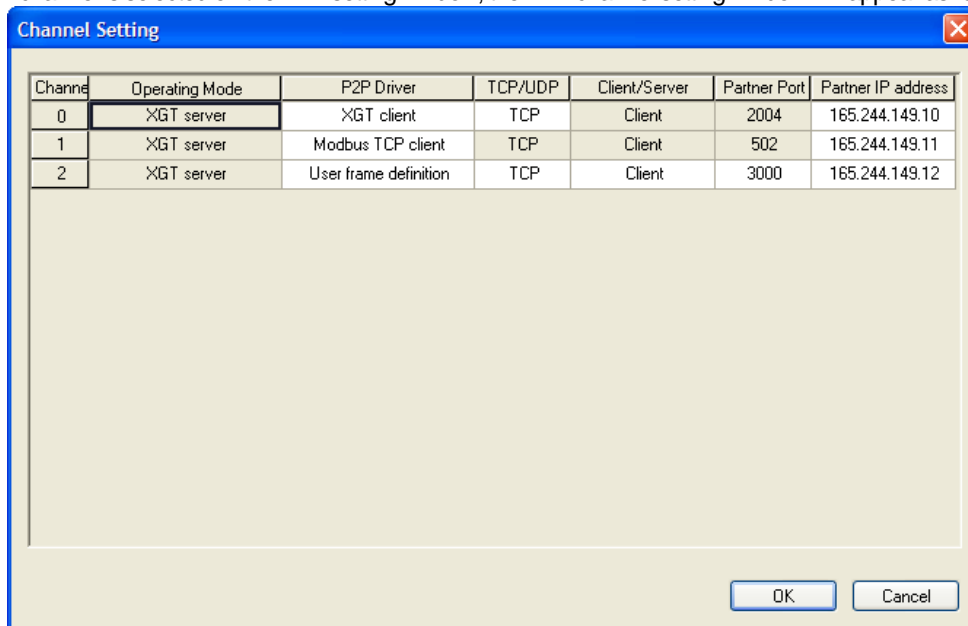 Channel Setting
Channe Operating Mode P2P Driver TCP/UDP Client/Server Partner Port Partner IP address
0 XGT server XGT client TCP Client 2004 165.244.149.10
1 XGT server Modbus TCP client TCP Client 502 165.244.149.11
2 XGT server User frame definition TCP Client 3000 165.244.149.12
OK Cancel